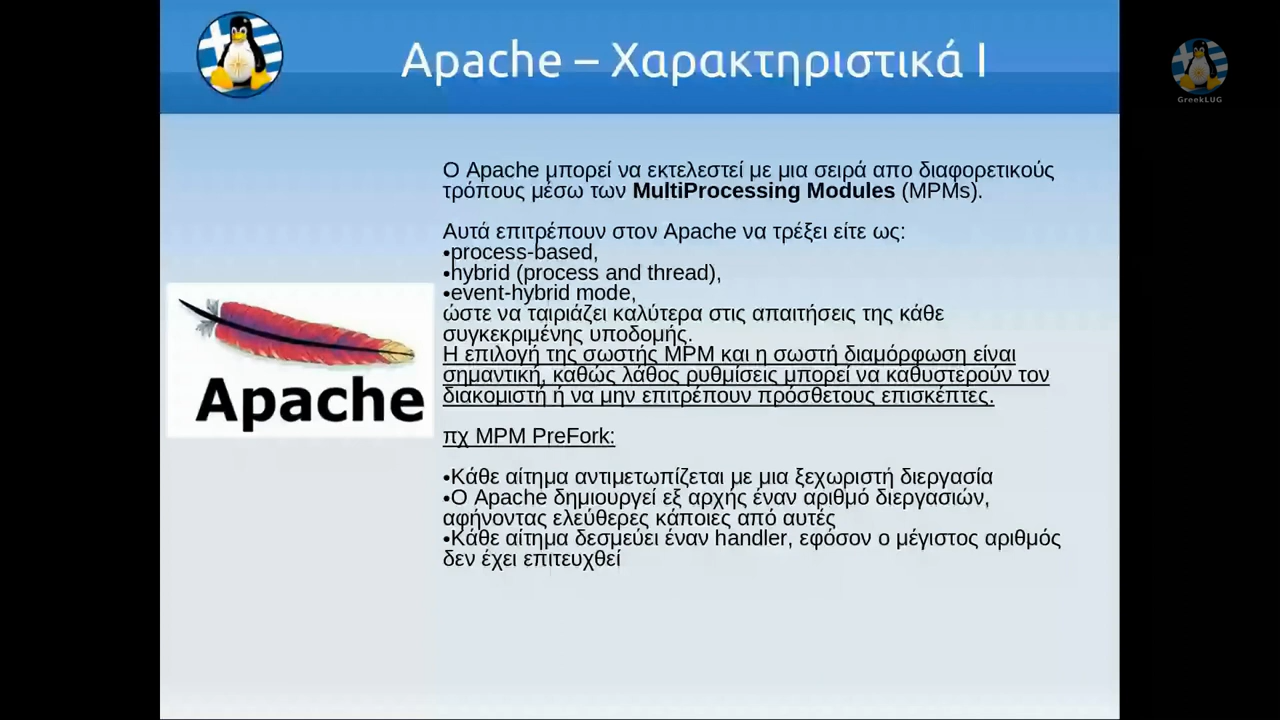 Apache – Χαρακτηριστικά Ι
GreekLUG
Ο Apache μπορεί να εκτελεστεί με μια σειρά απο διαφορετικούς
τρόπους μέσω των MultiProcessing Modules (MPMs).
Αυτά επιτρέπουν στον Apache να τρέξει είτε ως:
•process-based,
•hybrid (process and thread),
•event-hybrid mode,
ώστε να ταιριάζει καλύτερα στις απαιτήσεις της κάθε
συγκεκριμένης υποδομής.
Η επιλογή της σωστής MPM και η σωστή διαμόρφωση είναι
σημαντική, καθώς λάθος ρυθμίσεις μπορεί να καθυστερούν τον
διακομιστή ή να μην επιτρέπουν πρόσθετους επισκέπτες.
Apache
πχ MPM PreFork:
•Κάθε αίτημα αντιμετωπίζεται με μια ξεχωριστή διεργασία
•Ο Apache δημιουργεί εξ αρχής έναν αριθμό διεργασιών,
αφήνοντας ελεύθερες κάποιες από αυτές
•Κάθε αίτημα δεσμεύει έναν handler, εφόσον ο μέγιστος αριθμός
δεν έχει επιτευχθεί